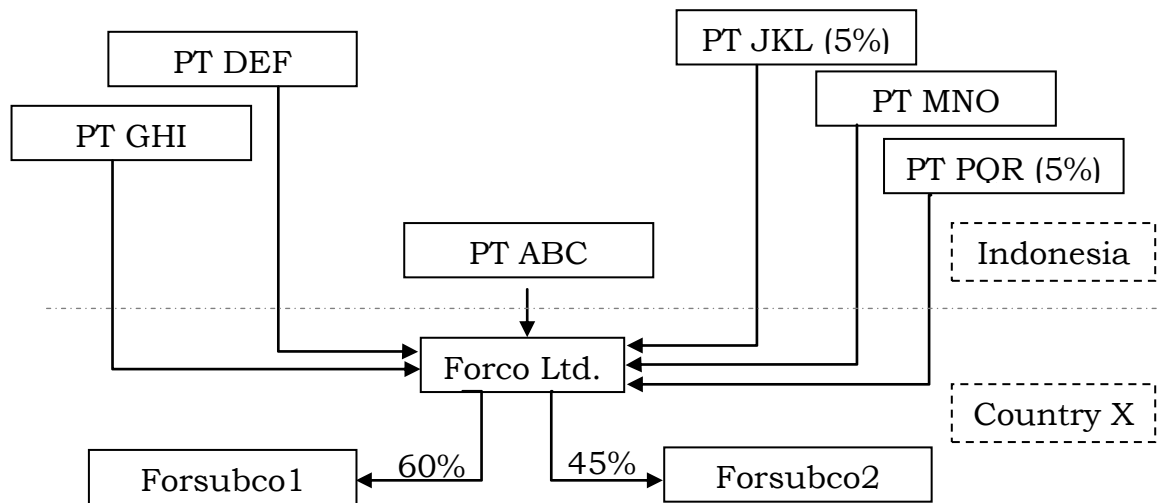 PT JKL (5%)
PT DEF
PT MNO
PT GHI
PT PQR (5%)
PT ABC
Indonesia
Forco Ltd.
Country X
60%
45%
Forsubco1
Forsubco2